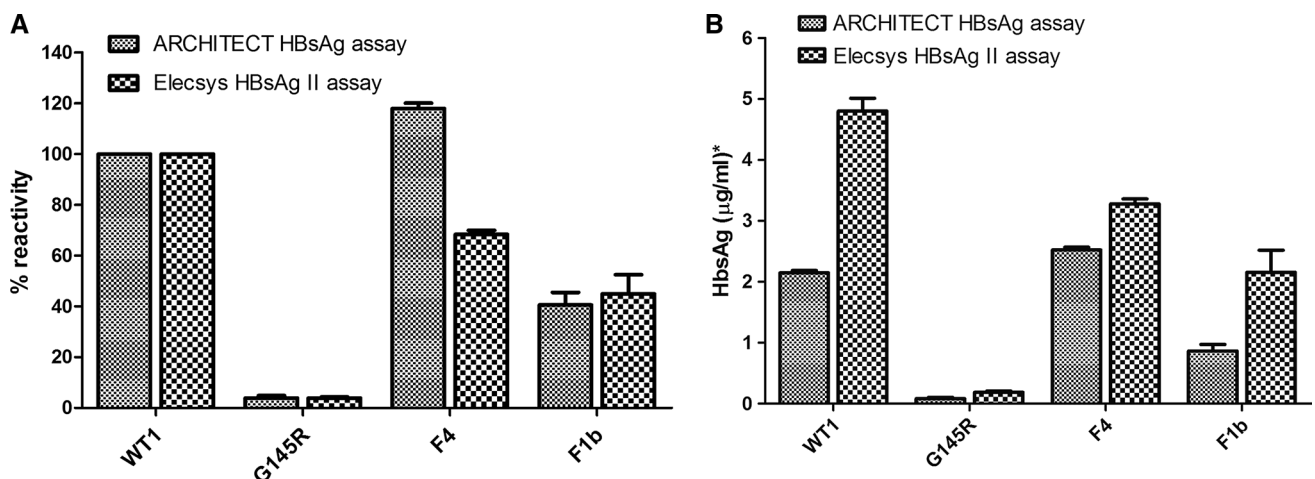 A
ARCHITECT HBsAg assay
Elecsys HBsAg II assay
% reactivity
140
120
100
80
60
40
20
0
WT1
G145R
F4
F1b
B
ARCHITECT HBsAg assay
Elecsys HBsAg II assay
HbsAg (μg/ml)*
6
5
4
3
2
1
0
WT1
G145R
F4
F1b